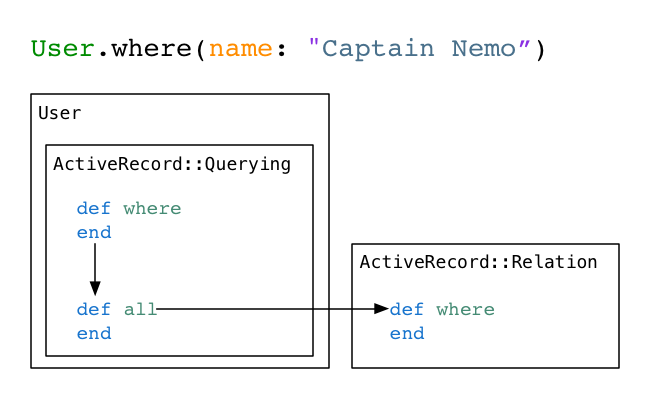 User.where(name: "Captain Nemo”)
User
ActiveRecord::Querying
def where
end
def all
end
ActiveRecord::Relation
def where
end